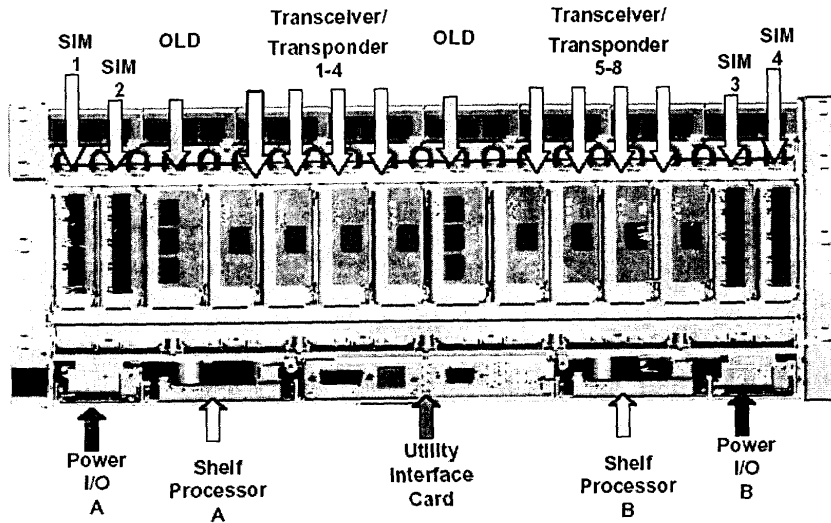 SIM
1
SIM
2
OLD
Transceiver/
Transponder
1-4
OLD
Transceiver/
Transponder
5-8
SIM
3
SIM
4
Power
I/O
A
Shelf
Processor
A
Utility
Interface
Card
Shelf
Processor
B
Power
I/O
B